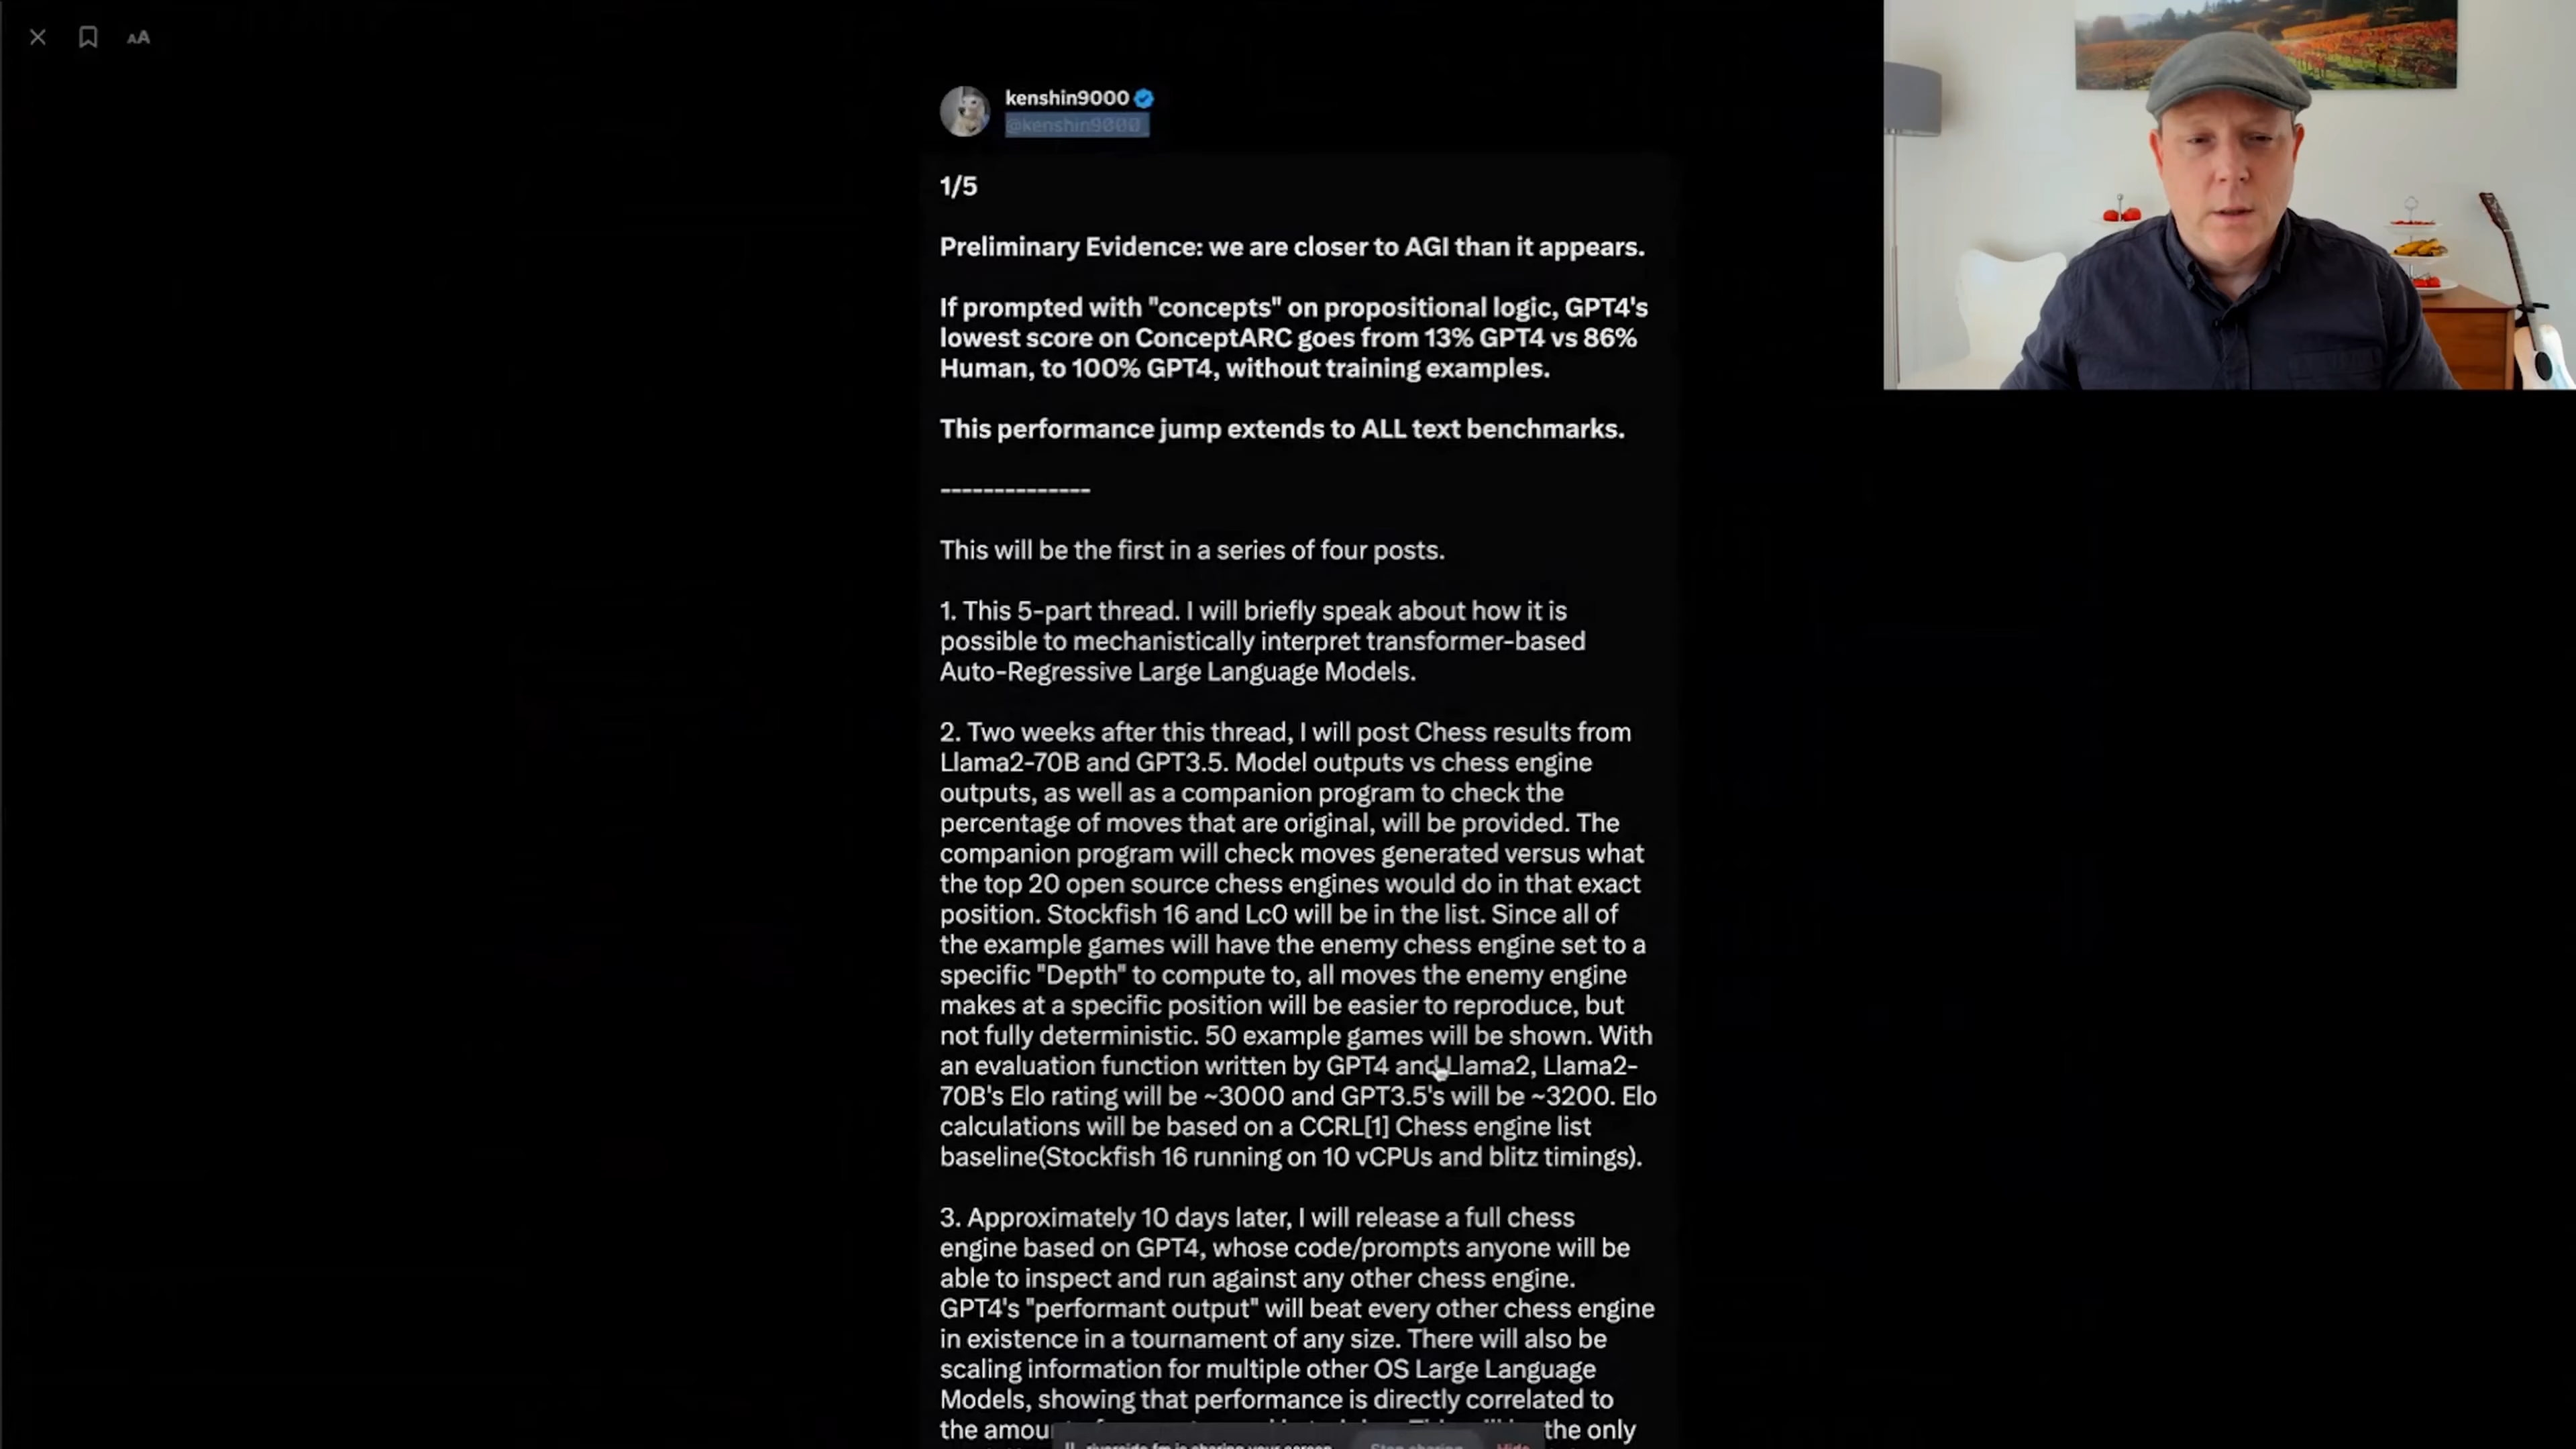 AA
kenshin9000
@kenshin9000
1/5
Preliminary Evidence: we are closer to AGI than it appears.
If prompted with "concepts" on propositional logic, GPT4's
lowest score on ConceptARC goes from 13% GPT4 vs 86%
Human, to 100% GPT4, without training examples.
This performance jump extends to ALL text benchmarks.
--------------
This will be the first in a series of four posts.
1. This 5-part thread. I will briefly speak about how it is
possible to mechanistically interpret transformer-based
Auto-Regressive Large Language Models.
2. Two weeks after this thread, I will post Chess results from
Llama2-70B and GPT3.5. Model outputs vs chess engine
outputs, as well as a companion program to check the
percentage of moves that are original, will be provided. The
companion program will check moves generated versus what
the top 20 open source chess engines would do in that exact
position. Stockfish 16 and Lc0 will be in the list. Since all of
the example games will have the enemy chess engine set to a
specific "Depth" to compute to, all moves the enemy engine
makes at a specific position will be easier to reproduce, but
not fully deterministic. 50 example games will be shown. With
an evaluation function written by GPT4 and Llama2, Llama2-
70B's Elo rating will be ~3000 and GPT3.5's will be ~3200. Elo
calculations will be based on a CCRL[1] Chess engine list
baseline(Stockfish 16 running on 10 vCPUs and blitz timings).
3. Approximately 10 days later, I will release a full chess
engine based on GPT4, whose code/prompts anyone will be
able to inspect and run against any other chess engine.
GPT4's "performant output" will beat every other chess engine
in existence in a tournament of any size. There will also be
scaling information for multiple other OS Large Language
Models, showing that performance is directly correlated to
the the only